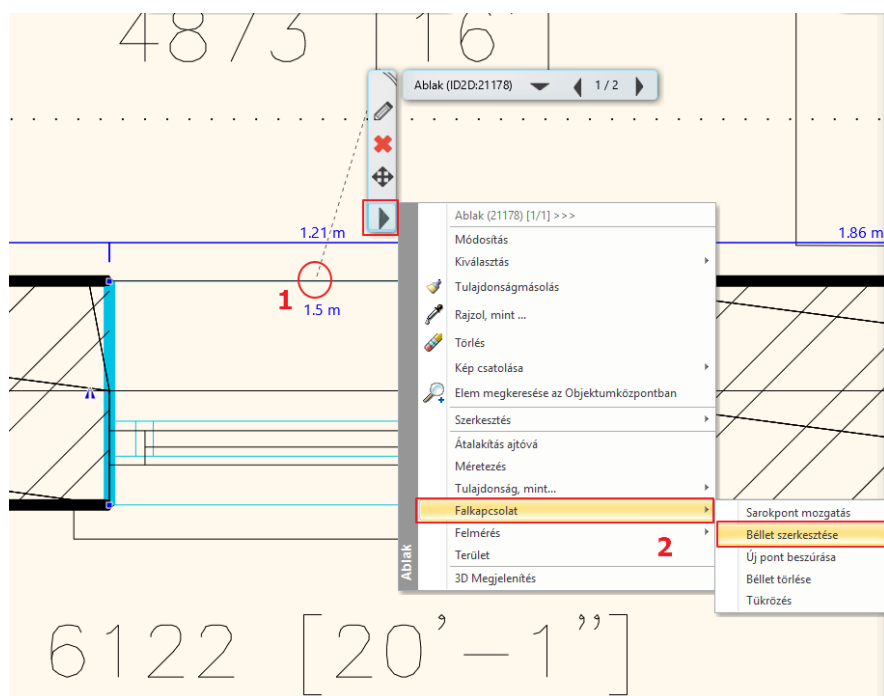 4873 [16"]
Ablak (ID2D:21178) 1 / 2
Ablak (21178) [1/1] >>>
1.21 m
1.86 m
Módosítás
Kiválasztás
1
Tulajdonságmásolás
1.5 m
Rajzol, mint ...
Törlés
Kép csatolása
Elem megkeresése az Objektumközpontban
Szerkesztés
Átalakítás ajtóvá
Méretezés
Tulajdonság, mint...
Falkapcsolat
Sarokpont mozgatás
Felmérés
2
Béllet szerkesztése
Terület
Új pont beszúrása
Ablak
3D Megjelenítés
Béllet törlése
Tükrözés
6122 [20'-1"]